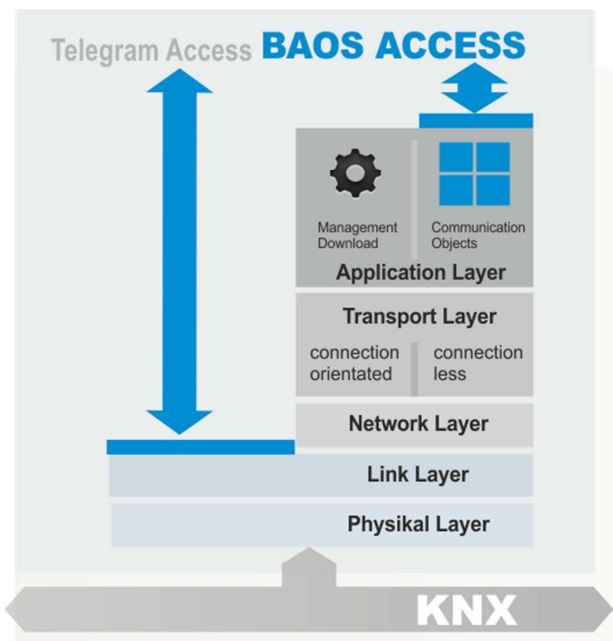 Telegram Access BAOS ACCESS
Management
Download
Communication
Objects
Application Layer
Transport Layer
connection
orientated
connection
less
Network Layer
Link Layer
Physikal Layer
KNX